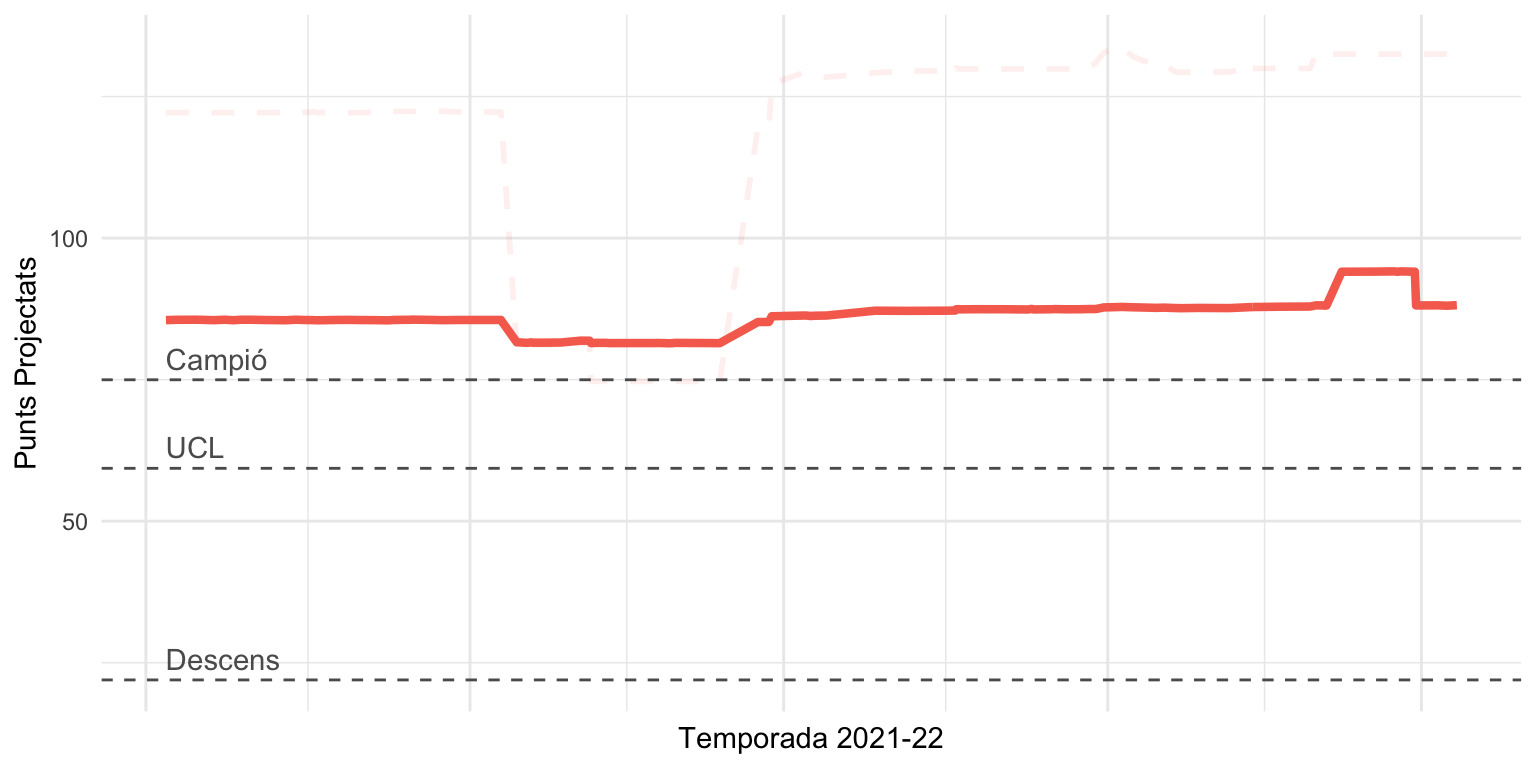 Punts Projectats
100
50
Campió
UCL
Descens
Temporada 2021-22